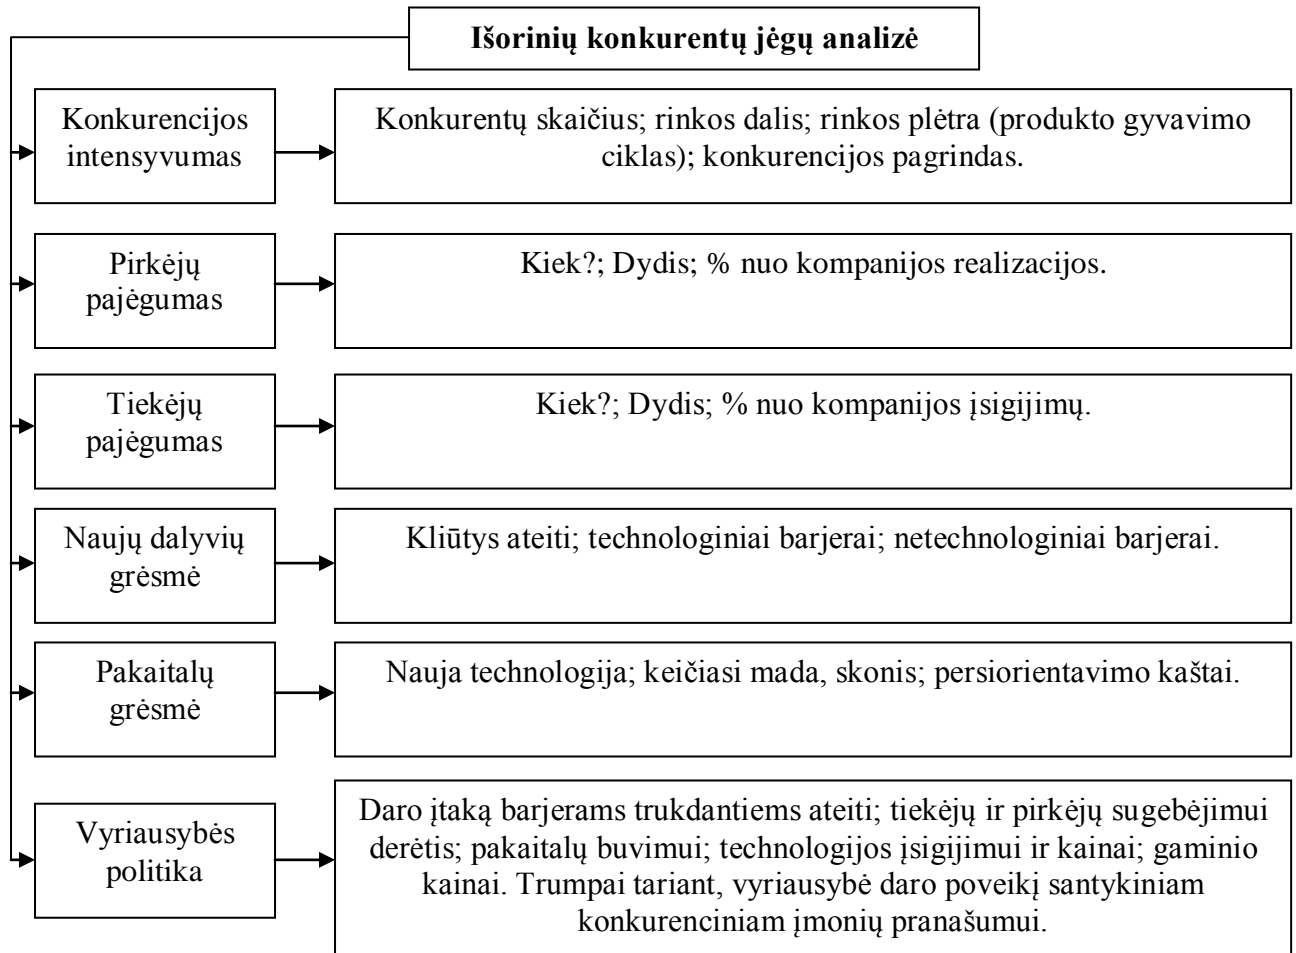 Išorinių konkurentų jėgų analizė
Konkurencijos
intensyvumas
Konkurentų skaičius; rinkos dalis; rinkos plėtra (produkto gyvavimo
ciklas); konkurencijos pagrindas.
Pirkėjų
pajėgumas
Kiek?; Dydis; % nuo kompanijos realizacijos.
Tiekėjų
pajėgumas
Kiek?; Dydis; % nuo kompanijos įsigijimų.
Naujų dalyvių
grėsmė
Kliūtys ateiti; technologiniai barjerai; netechnologiniai barjerai.
Pakaitalų
grėsmė
Nauja technologija; keičiasi mada, skonis; persiorientavimo kaštai.
Vyriausybės
politika
Daro įtaką barjerams trukdantiems ateiti; tiekėjų ir pirkėjų sugebėjimui
derėtis; pakaitalų buvimui; technologijos įsigijimui ir kainai; gaminio
kainai. Trumpai tariant, vyriausybė daro poveikį santykiniam
konkurenciniam įmonių pranašumui.